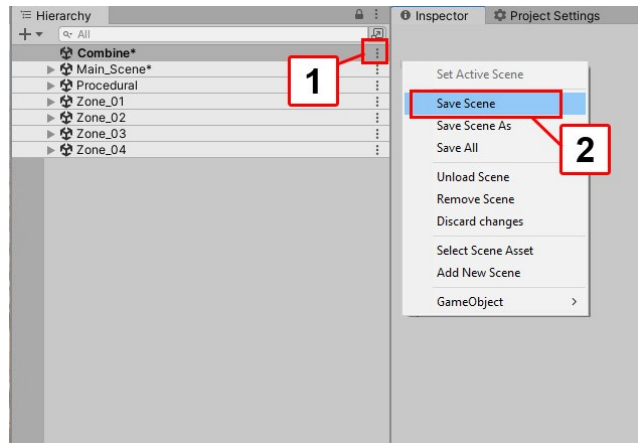 Hierarchy
All
Combine*
Main_Scene*
Procedural
Zone_01
Zone_02
Zone_03
Zone_04
1
Inspector
Project Settings
Set Active Scene
Save Scene
Save Scene As
Save All
2
Unload Scene
Remove Scene
Discard changes
Select Scene Asset
Add New Scene
GameObject